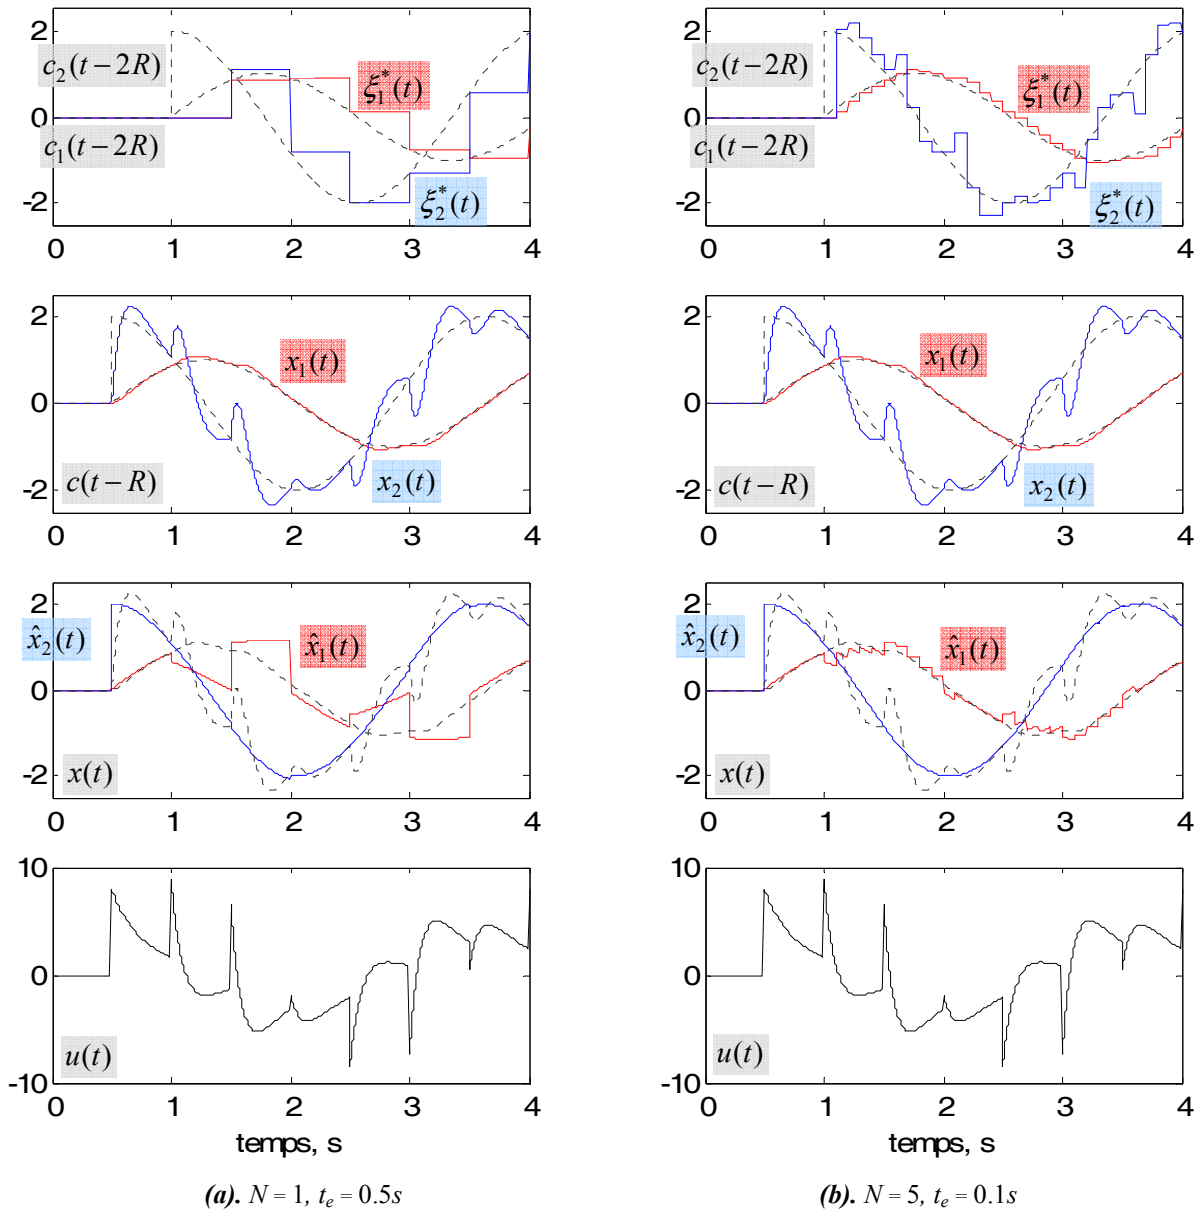 2
0
-2
c₂(t−2R)
c₁(t−2R)
ξ₁*(t)
ξ₂*(t)
0 1 2 3 4
2
0
-2
x₁(t)
x₂(t)
c(t−R)
0 1 2 3 4
2
0
-2
x̂₂(t)
x̂₁(t)
x(t)
0 1 2 3 4
10
0
-10
u(t)
0 1 2 3 4
temps, s
(a). N = 1, tₑ = 0.5s
2
0
-2
c₂(t−2R)
c₁(t−2R)
ξ₁*(t)
ξ₂*(t)
0 1 2 3 4
2
0
-2
x₁(t)
x₂(t)
c(t−R)
0 1 2 3 4
2
0
-2
x̂₂(t)
x̂₁(t)
x(t)
0 1 2 3 4
10
0
-10
u(t)
0 1 2 3 4
temps, s
(b). N = 5, tₑ = 0.1s